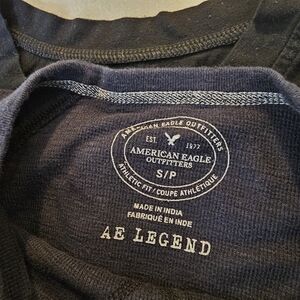 AMERICAN EAGLE OUTFITTERS
EST. 1977
AMERICAN EAGLE
OUTFITTERS
S/P
ATHLETIC FIT / COUPE ATHLÉTIQUE
MADE IN INDIA
FABRIQUÉ EN INDE
AE LEGEND